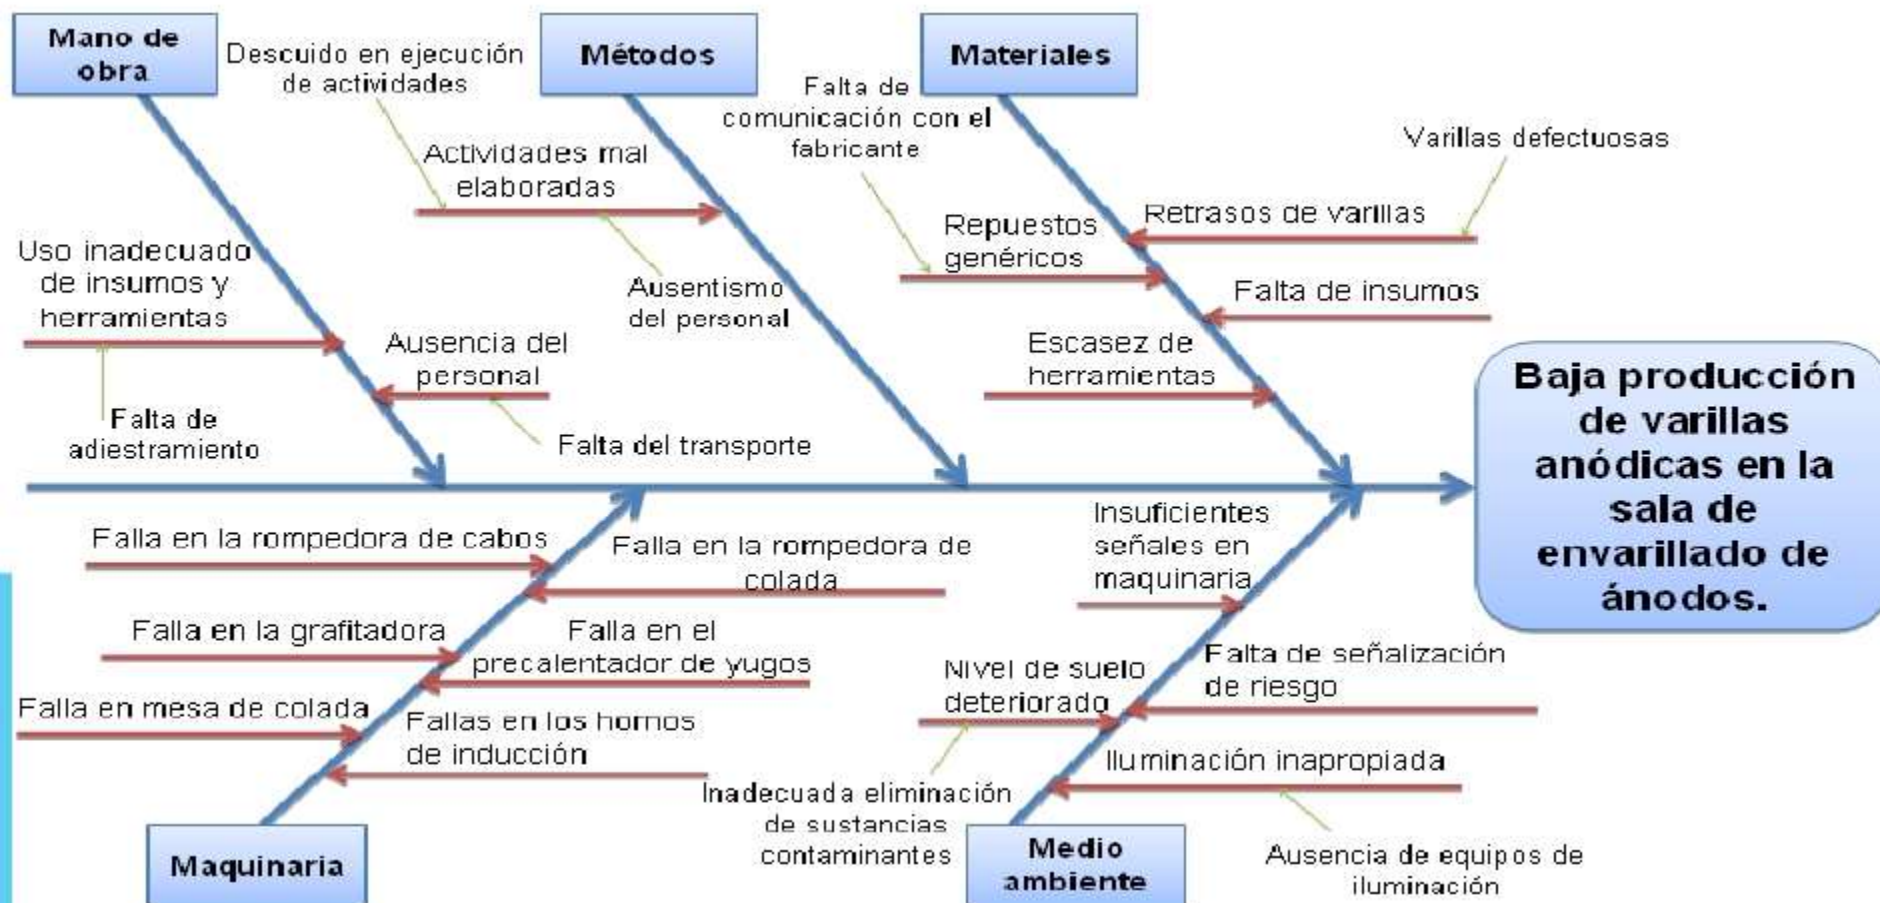 Mano de
obra
Descuido en ejecución
de actividades
Métodos
Materiales
Falta de
comunicación con el
fabricante
Varillas defectuosas
Actividades mal
elaboradas
Retrasos de varillas
Repuestos
genéricos
Uso inadecuado
de insumos y
herramientas
Ausentismo
del personal
Falta de insumos
Ausencia del
personal
Escasez de
herramientas
Falta de
adiestramiento
Falta del transporte
Baja producción
de varillas
anódicas en la
sala de
envarillado de
ánodos.
Falla en la rompedora de cabos
Falla en la rompedora de
colada
Insuficientes
señales en
maquinaria
Falla en la grafitadora
Falla en el
precalentador de yugos
Nivel de suelo
deteriorado
Falta de señalización
de riesgo
Falla en mesa de colada
Fallas en los hornos
de inducción
Iluminación inapropiada
Inadecuada eliminación
de sustancias
contaminantes
Ausencia de equipos de
iluminación
Maquinaria
Medio
ambiente